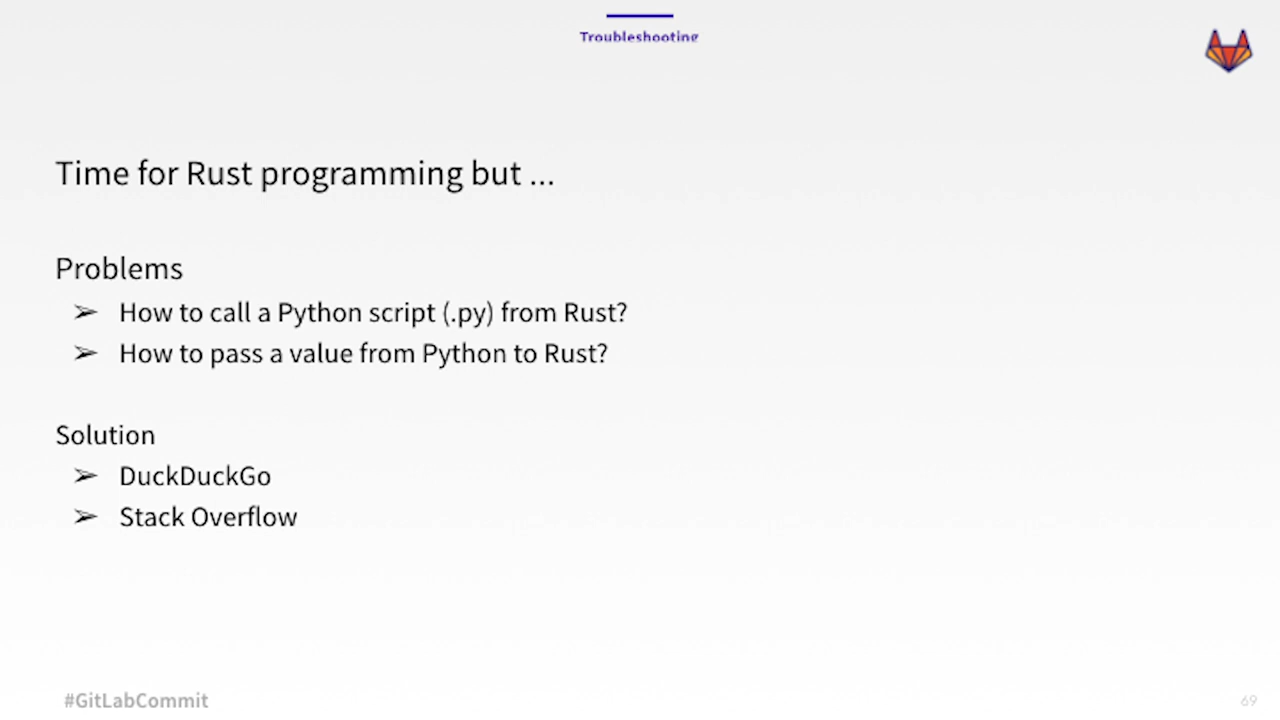 Troubleshooting
Time for Rust programming but ...
Problems
➢ How to call a Python script (.py) from Rust?
➢ How to pass a value from Python to Rust?
Solution
➢ DuckDuckGo
➢ Stack Overflow
#GitLabCommit
69